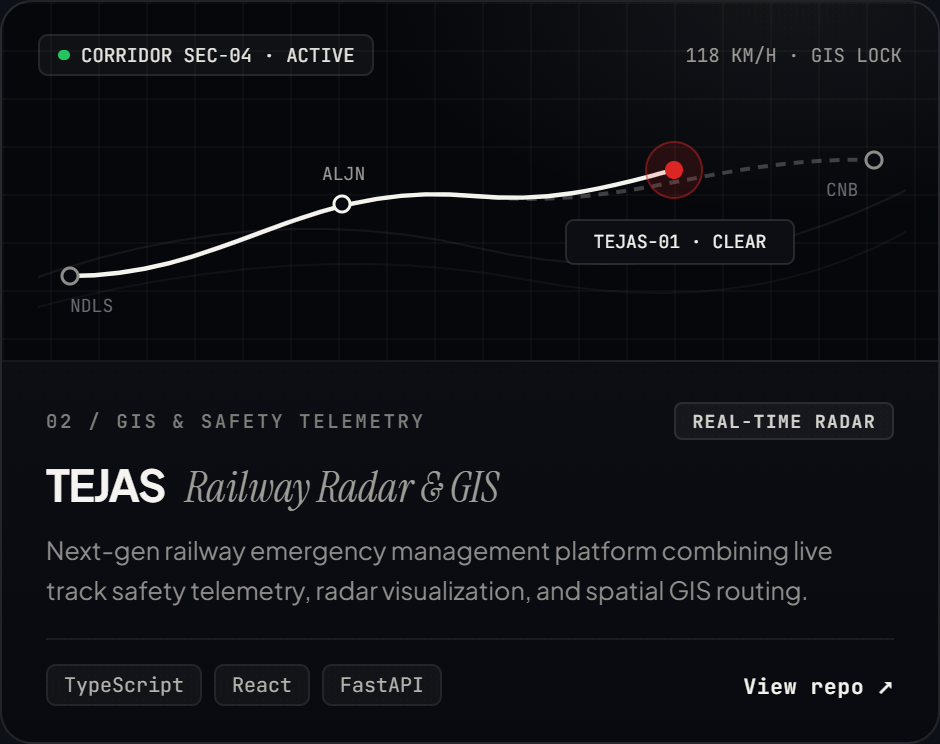 CORRIDOR SEC-04 · ACTIVE
118 KM/H · GIS LOCK
ALJN
CNB
TEJAS-01 · CLEAR
NDLS
02 / GIS & SAFETY TELEMETRY
REAL-TIME RADAR
TEJAS Railway Radar & GIS
Next-gen railway emergency management platform combining live
track safety telemetry, radar visualization, and spatial GIS routing.
TypeScript
React
FastAPI
View repo ↗